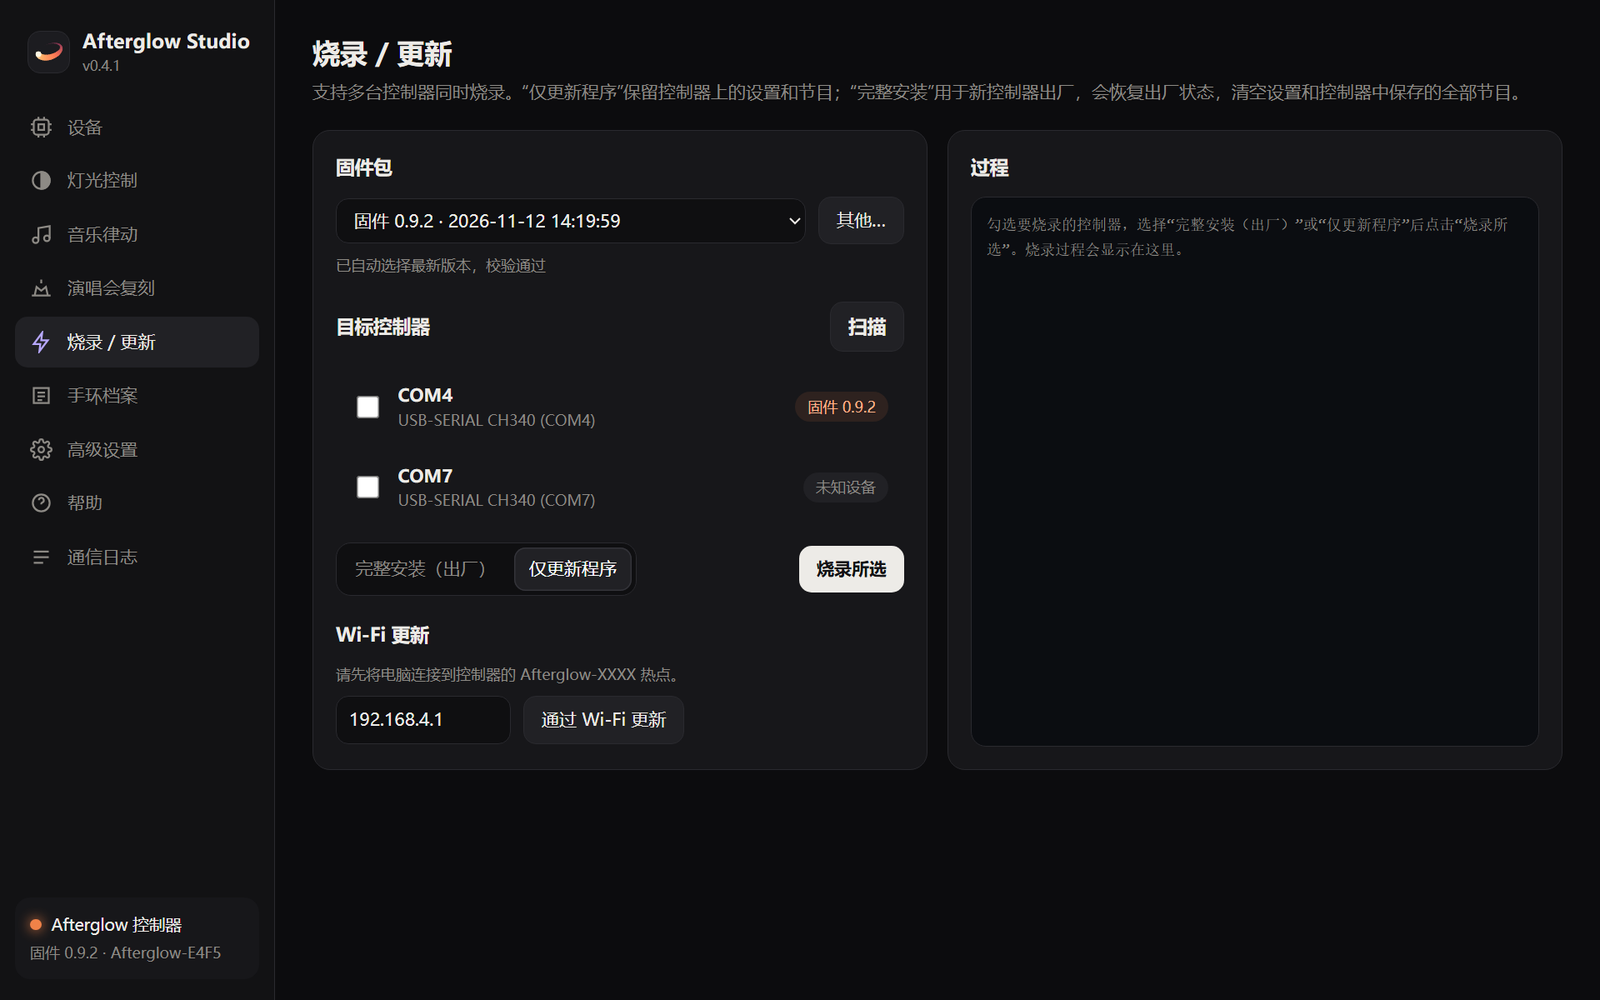 Afterglow Studio
v0.4.1
设备
灯光控制
音乐律动
演唱会复刻
烧录 / 更新
手环档案
高级设置
帮助
通信日志
Afterglow 控制器
固件 0.9.2 · Afterglow-E4F5
烧录 / 更新
支持多台控制器同时烧录。“仅更新程序”保留控制器上的设置和节目；“完整安装”用于新控制器出厂，会恢复出厂状态，清空设置和控制器中保存的全部节目。
固件包
固件 0.9.2 · 2026-11-12 14:19:59
其他...
已自动选择最新版本，校验通过
目标控制器
扫描
COM4
USB-SERIAL CH340 (COM4)
固件 0.9.2
COM7
USB-SERIAL CH340 (COM7)
未知设备
完整安装（出厂）
仅更新程序
烧录所选
Wi-Fi 更新
请先将电脑连接到控制器的 Afterglow-XXXX 热点。
192.168.4.1
通过 Wi-Fi 更新
过程
勾选要烧录的控制器，选择“完整安装（出厂）”或“仅更新程序”后点击“烧录所
选”。烧录过程会显示在这里。